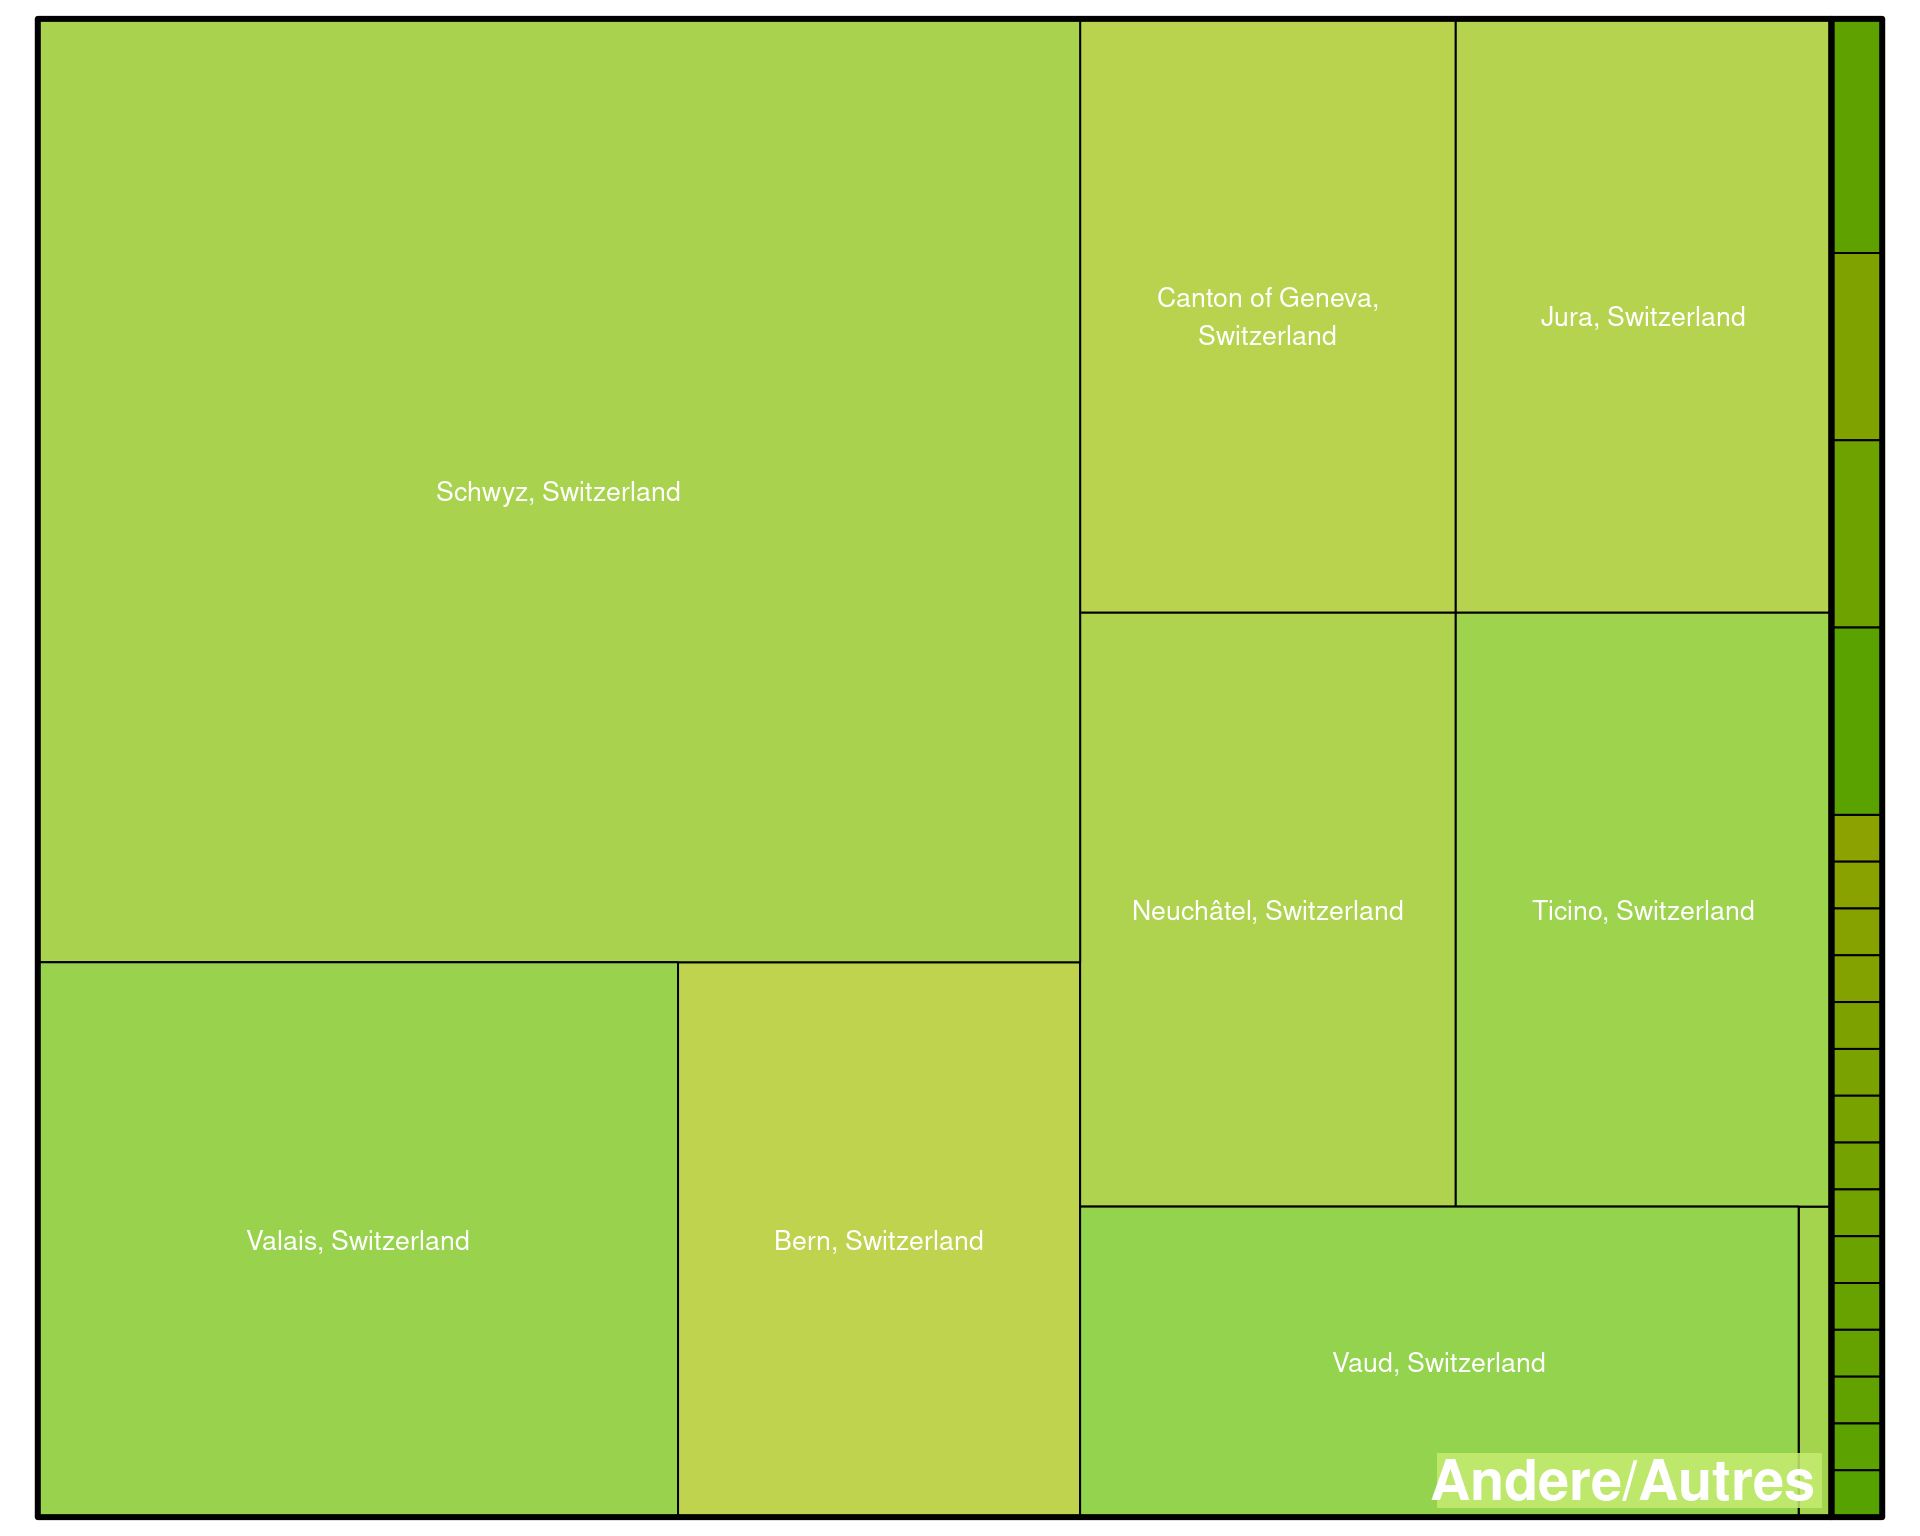 Canton of Geneva,
Switzerland
Jura, Switzerland
Schwyz, Switzerland
Neuchâtel, Switzerland
Ticino, Switzerland
Valais, Switzerland
Bern, Switzerland
Vaud, Switzerland
Andere/Autres